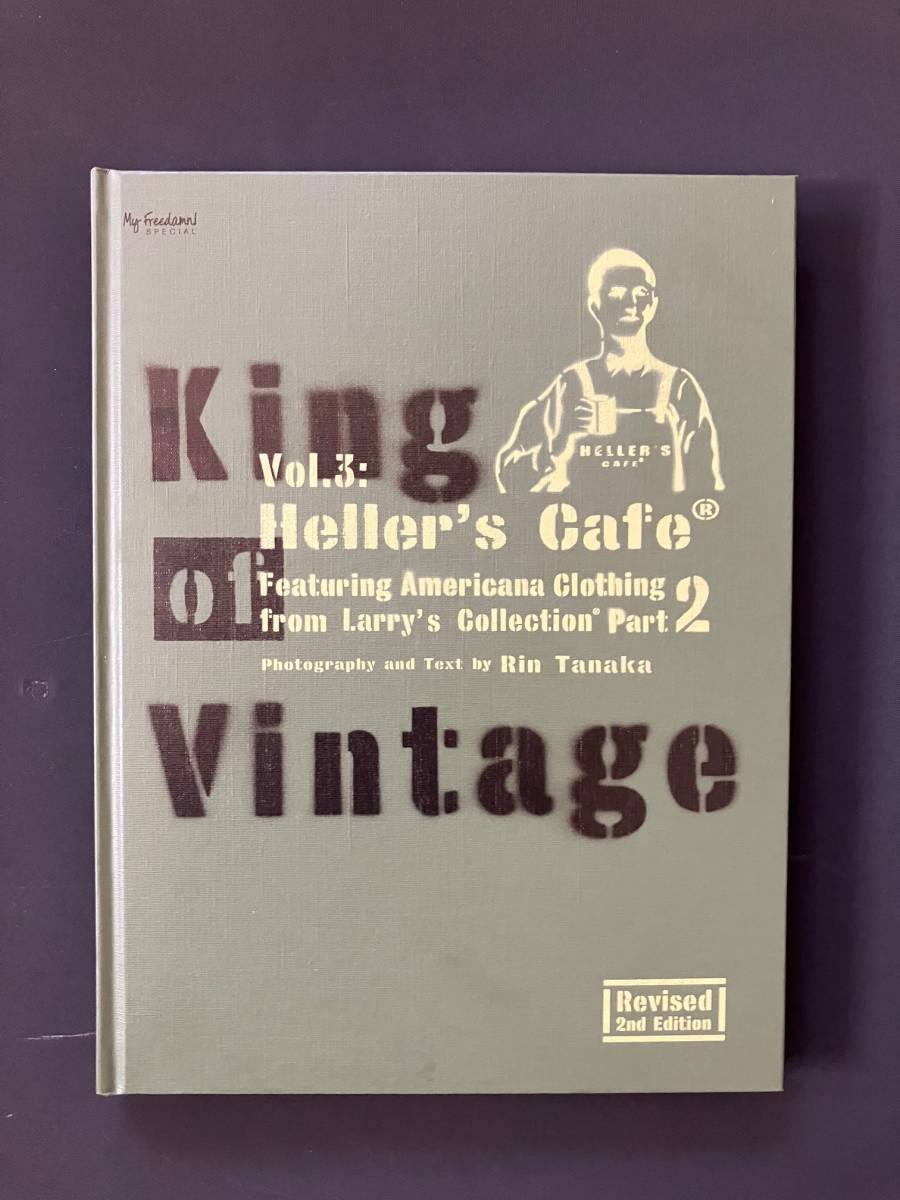 My Freedamn!
SPECIAL
HELLER'S
CAFE®
King
Vol.3:
Heller's Cafe®
of
Featuring Americana Clothing
from Larry's Collection® Part 2
Photography and Text by Rin Tanaka
Vintage
Revised
2nd Edition